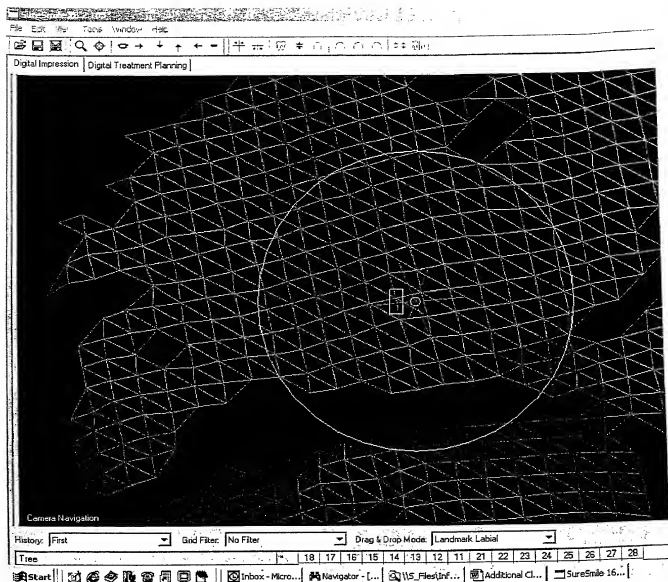 File Edit View Tools Window Help
Digital Impression Digital Treatment Planning
Camera Navigation
History: First Grid Filter: No Filter Drag & Drop Mode: Landmark Labial
Tree 18 17 16 15 14 13 12 11 21 22 23 24 25 26 27 28
Start Inbox - Micro... Navigator - [... \\S_Files\Inf... Additional Cl... SureSmile 16...